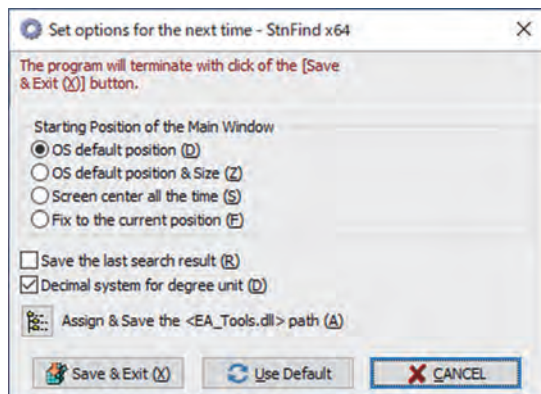 Set options for the next time - StnFind x64
The program will terminate with click of the [Save
& Exit (X)] button.
Starting Position of the Main Window
OS default position (D)
OS default position & Size (Z)
Screen center all the time (S)
Fix to the current position (F)
Save the last search result (R)
Decimal system for degree unit (D)
Assign & Save the <EA_Tools.dll> path (A)
Save & Exit (X) Use Default CANCEL